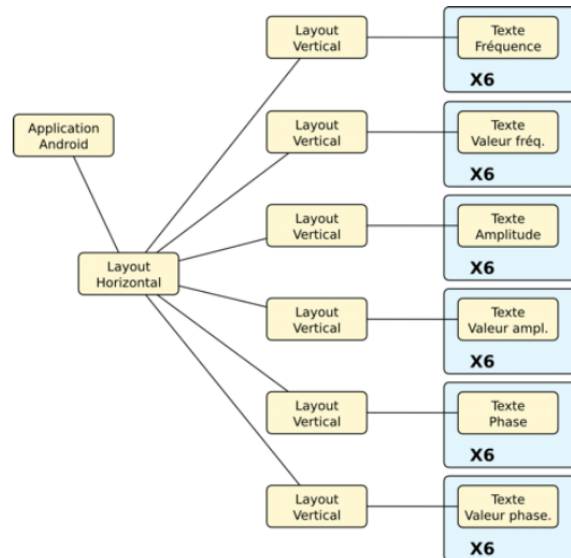 Layout
Vertical
Texte
Fréquence
X6
Application
Android
Layout
Vertical
Texte
Valeur fréq.
X6
Layout
Vertical
Texte
Amplitude
X6
Layout
Horizontal
Layout
Vertical
Texte
Valeur ampl.
X6
Layout
Vertical
Texte
Phase
X6
Layout
Vertical
Texte
Valeur phase.
X6